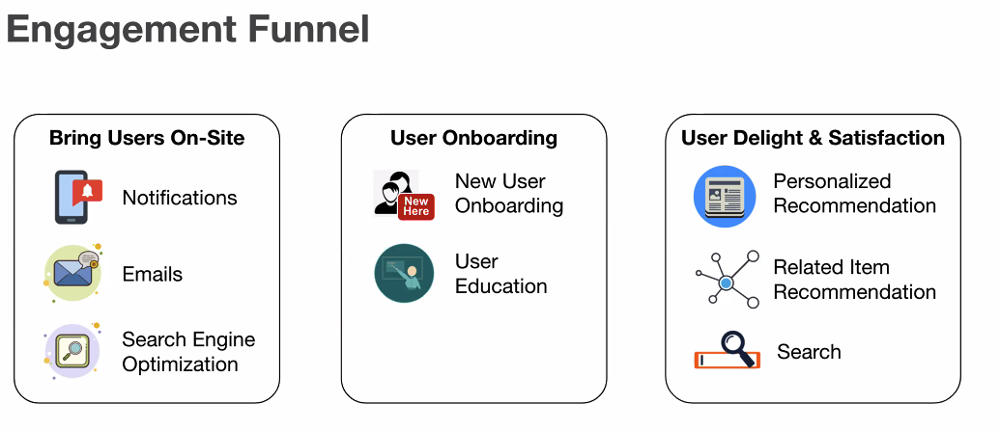 Engagement Funnel
Bring Users On-Site
Notifications
Emails
Search Engine
Optimization
User Onboarding
New
Here
New User
Onboarding
User
Education
User Delight & Satisfaction
Personalized
Recommendation
Related Item
Recommendation
Search